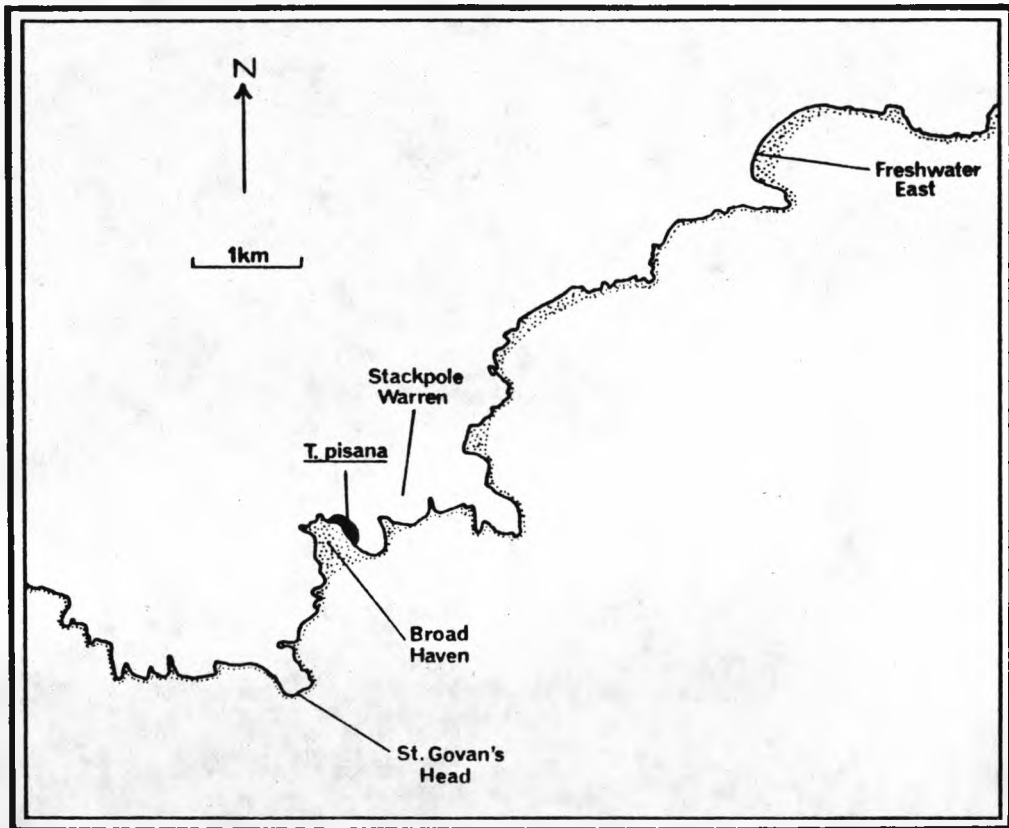 N
Freshwater
East
1km
Stackpole
Warren
T. pisana
Broad
Haven
St. Govan's
Head